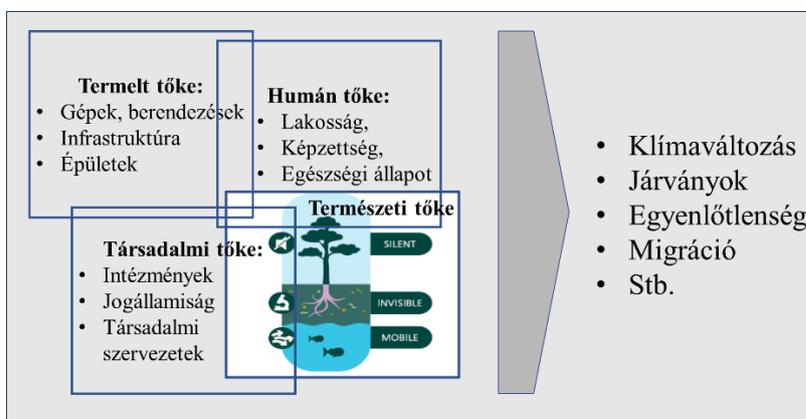 Termelt tőke:
• Gépek, berendezések
• Infrastruktúra
• Épületek
Humán tőke:
• Lakosság,
• Képzettség,
• Egészségi állapot
Társadalmi tőke:
• Intézmények
• Jogállamiság
• Társadalmi
szervezetek
Természeti tőke
SILENT
INVISIBLE
MOBILE
• Klímaváltozás
• Járványok
• Egyenlőtlenség
• Migráció
• Stb.